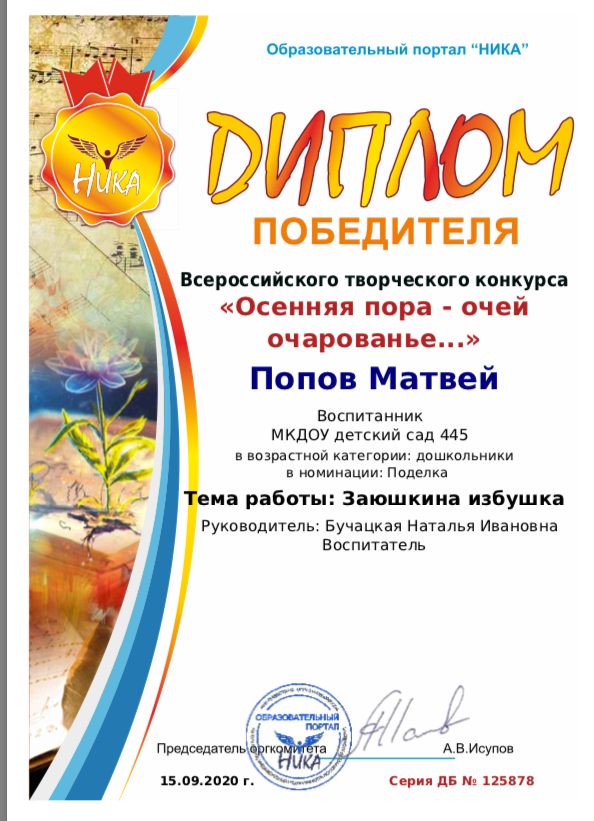 Образовательный портал “НИКА”
НИКА
ДИПЛОМ
ПОБЕДИТЕЛЯ
Всероссийского творческого конкурса
«Осенняя пора - очей
очарованье...»
Попов Матвей
Воспитанник
МКДОУ детский сад 445
в возрастной категории: дошкольники
в номинации: Поделка
Тема работы: Заюшкина избушка
Руководитель: Бучацкая Наталья Ивановна
Воспитатель
ОБРАЗОВАТЕЛЬНЫЙ
ПОРТАЛ
НИКА
Председатель оргкомитета А.В.Исупов
15.09.2020 г. Серия ДБ № 125878